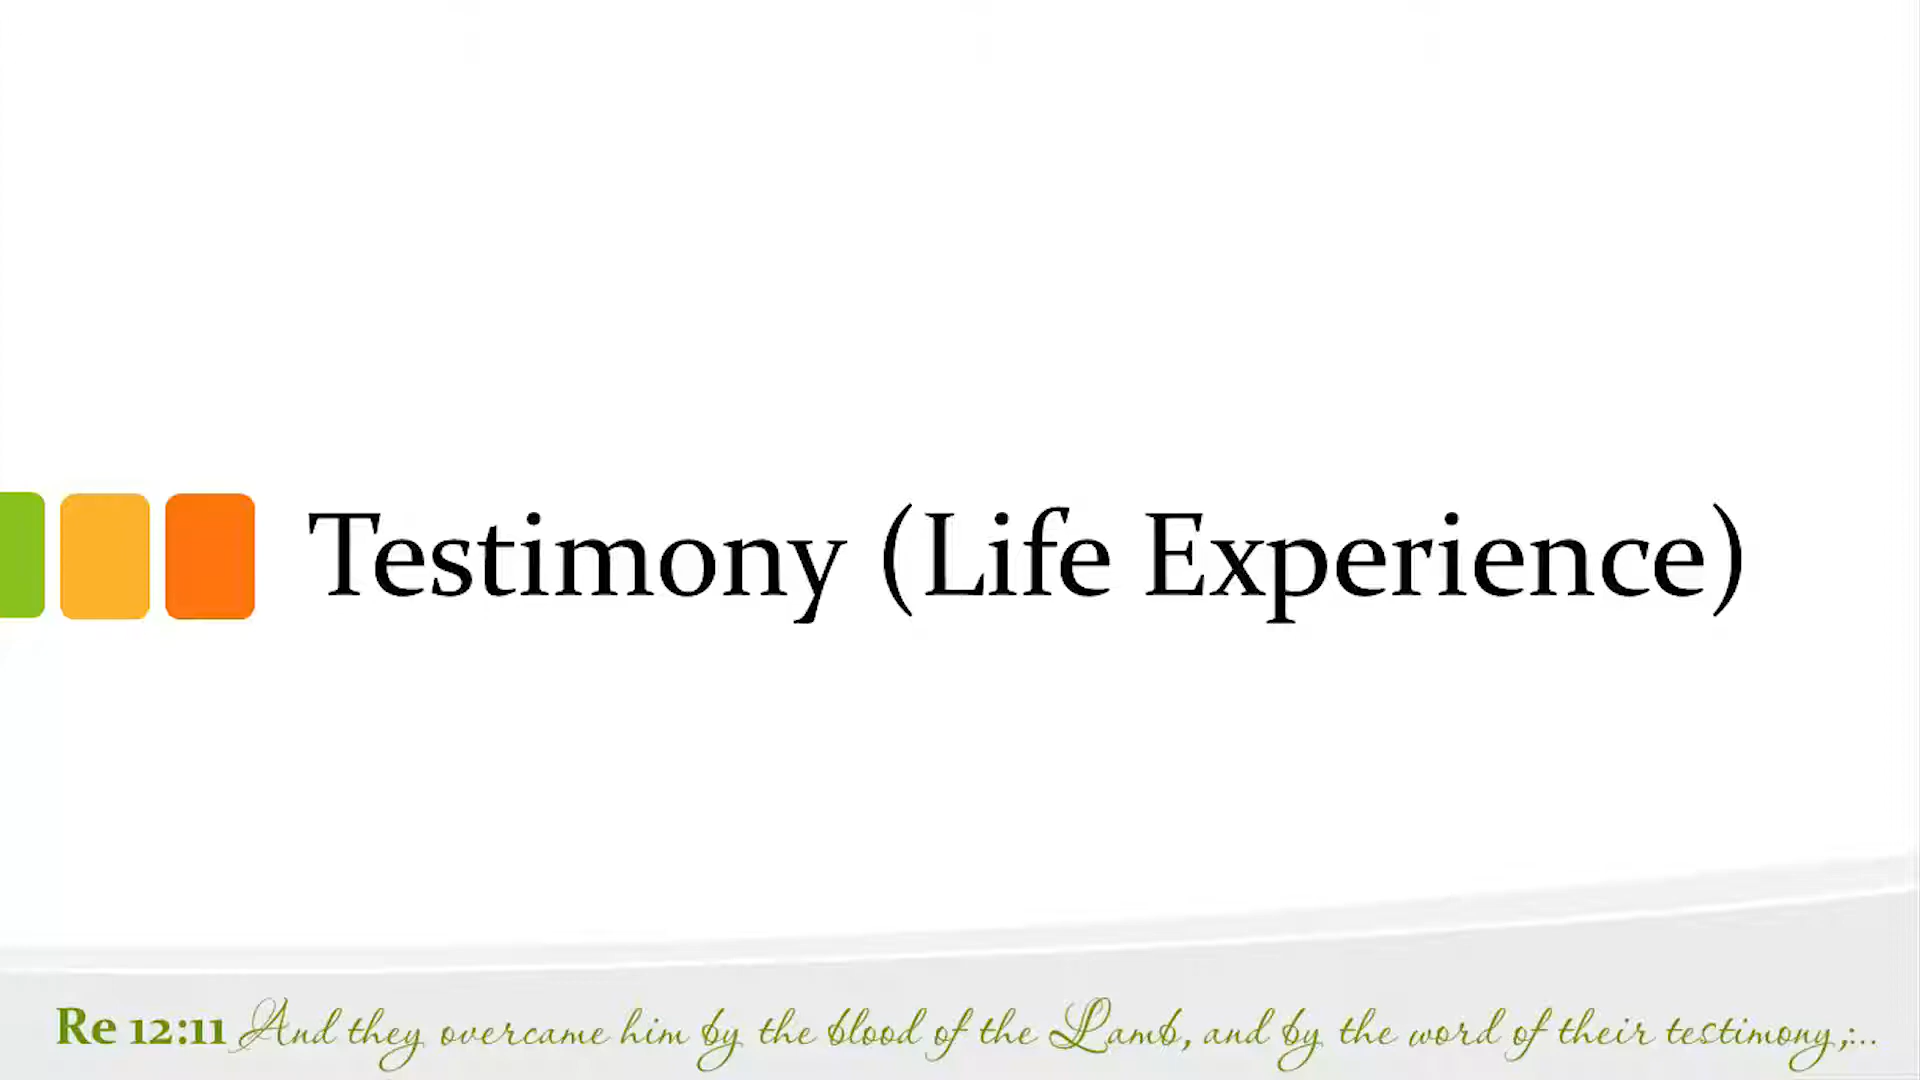 Testimony (Life Experience)
Re 12:11 And they overcame him by the blood of the Lamb, and by the word of their testimony;...